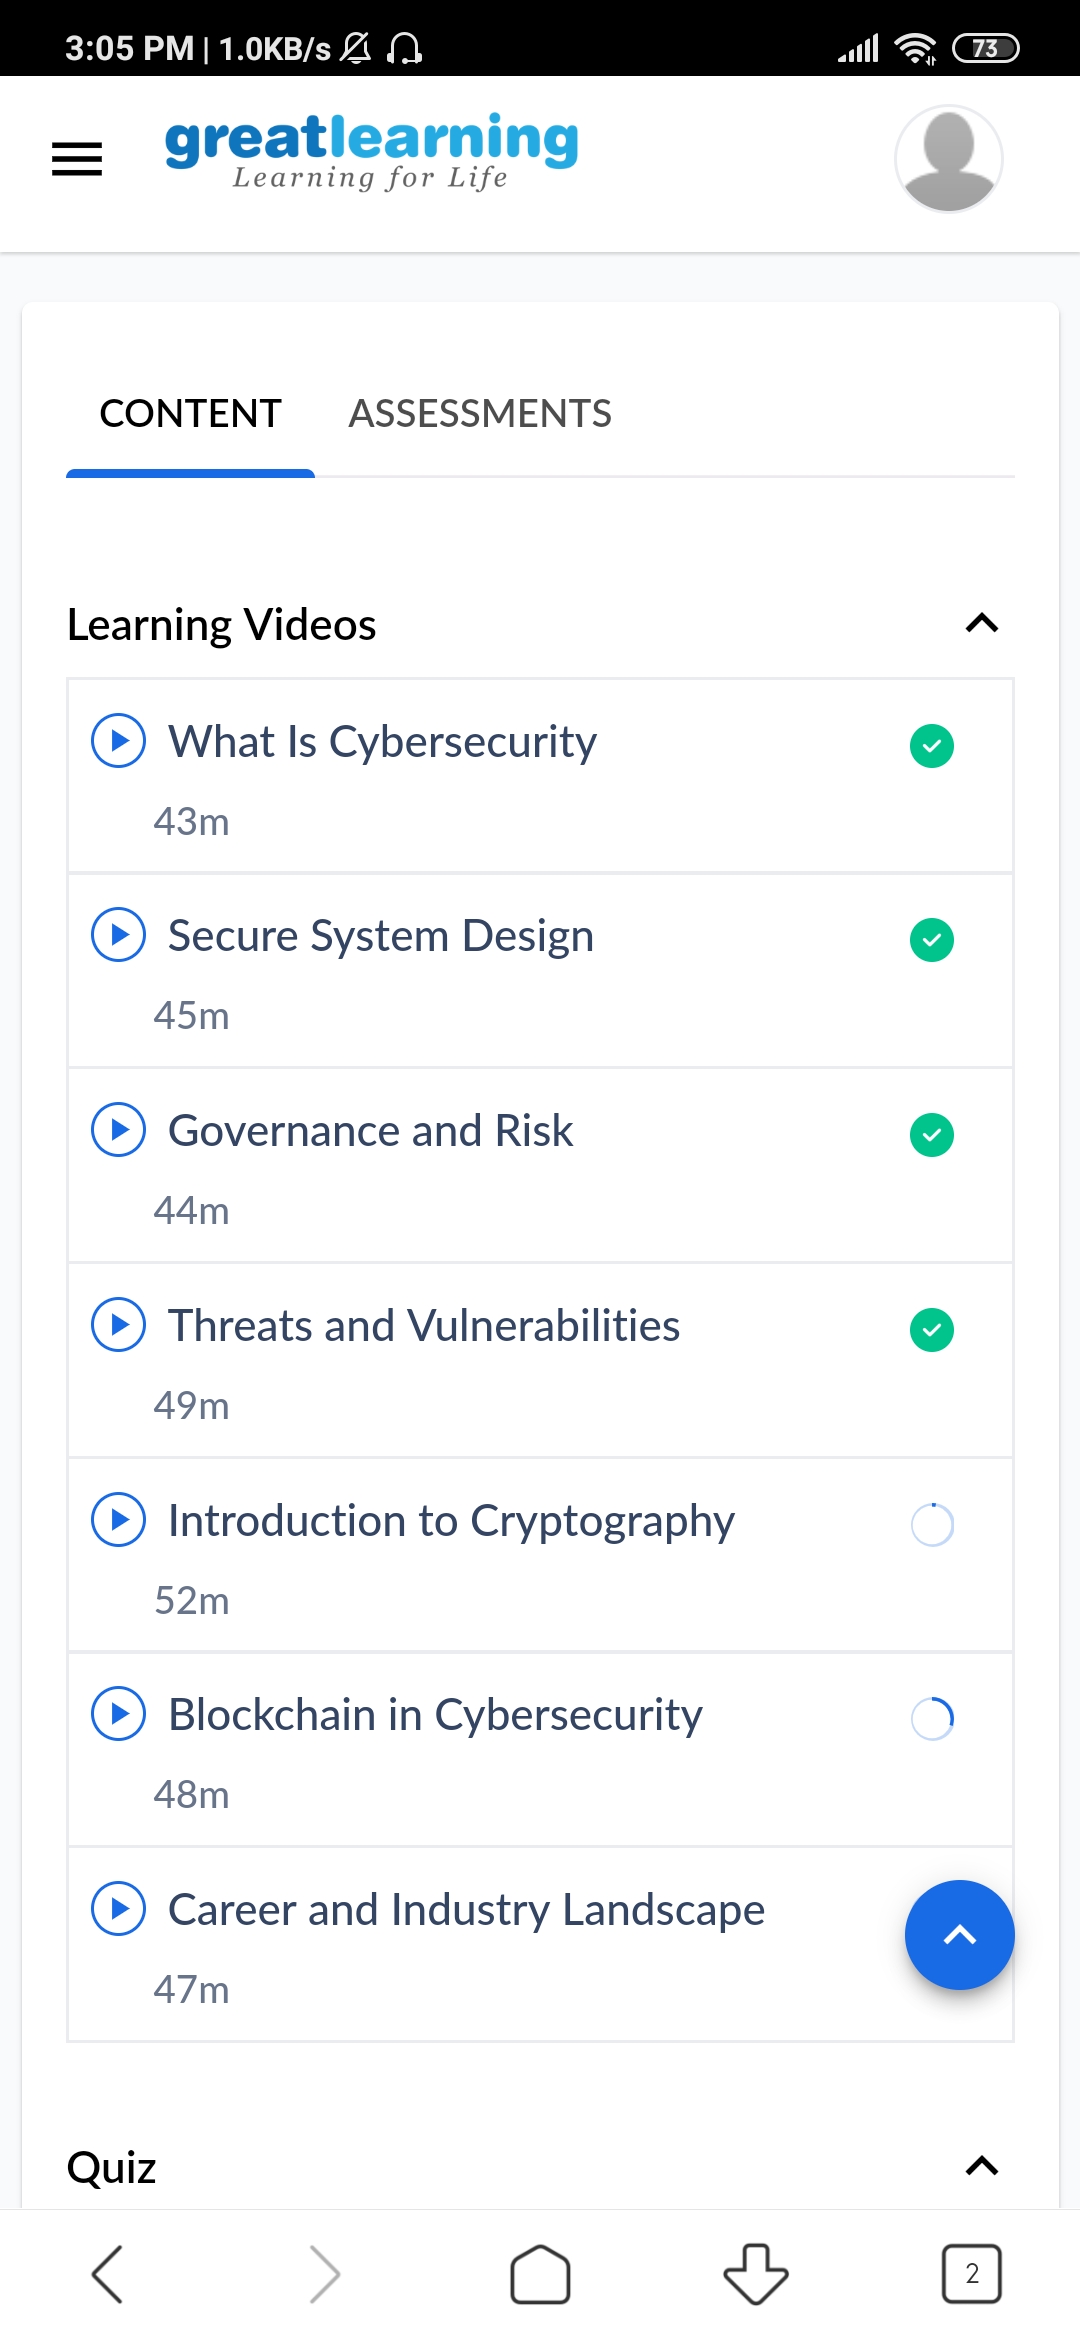 3:05 PM | 1.0KB/s
73
greatlearning
Learning for Life
CONTENT ASSESSMENTS
Learning Videos
What Is Cybersecurity
43m
Secure System Design
45m
Governance and Risk
44m
Threats and Vulnerabilities
49m
Introduction to Cryptography
52m
Blockchain in Cybersecurity
48m
Career and Industry Landscape
47m
Quiz
2